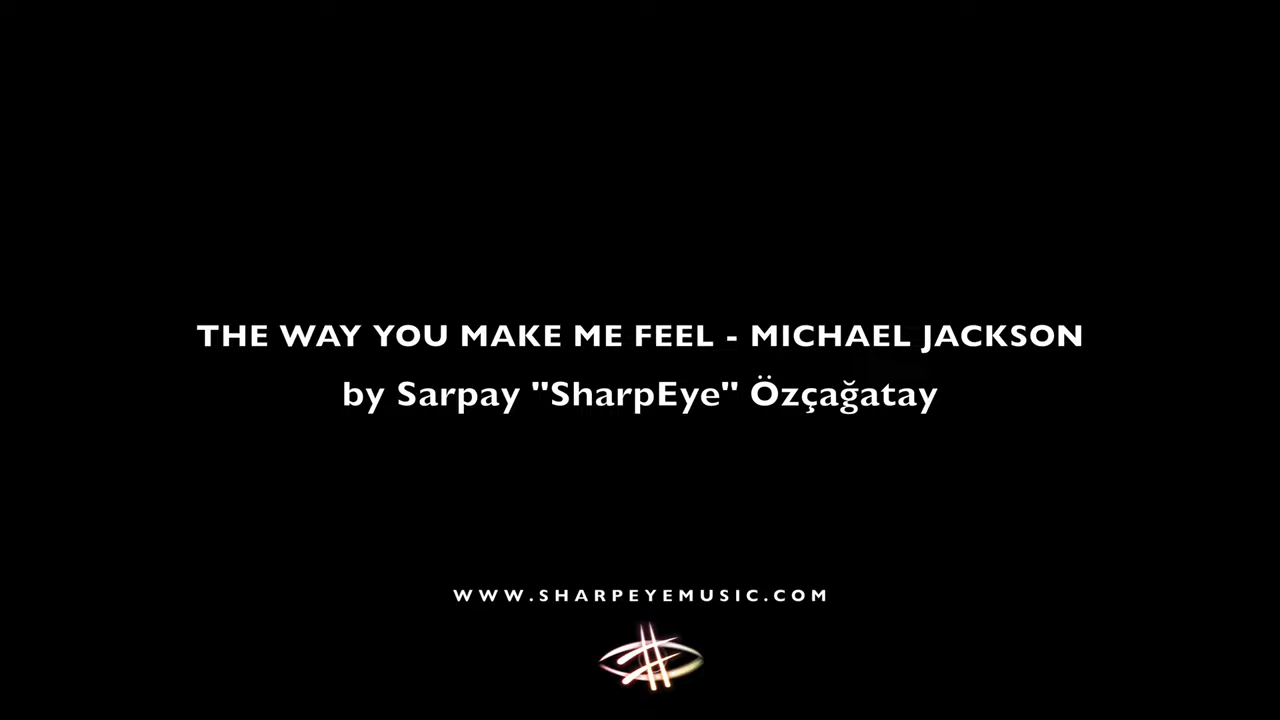 THE WAY YOU MAKE ME FEEL - MICHAEL JACKSON
by Sarpay "SharpEye" Özçağatay
WWW.SHARPEYEMUSIC.COM